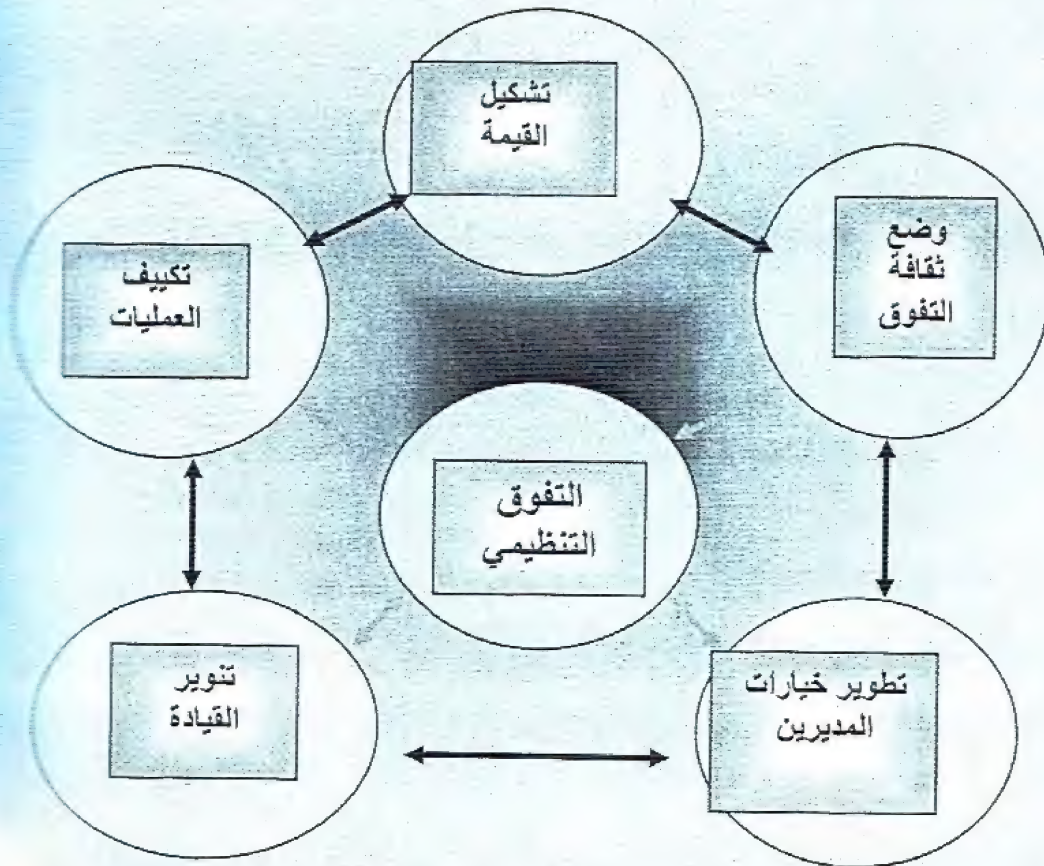 تشكيل
القيمة
وضع
ثقافة
التفوق
تكييف
العمليات
التفوق
التنظيمي
تطوير خيارات
المديرين
تنوير
القيادة